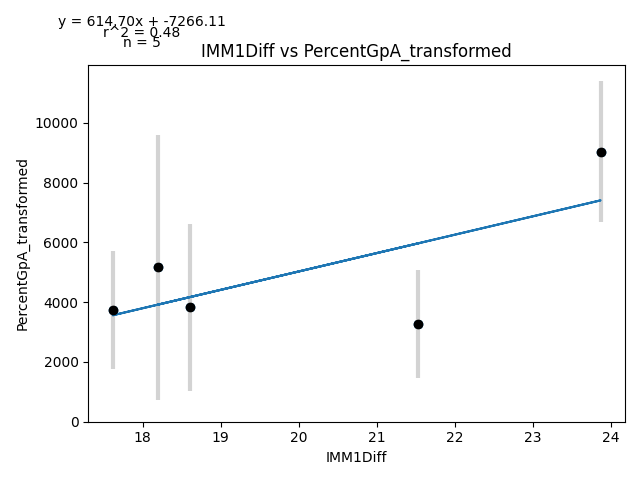 y = 614.70x + -7266.11
r^2 = 0.48
n = 5
IMM1Diff vs PercentGpA_transformed
PercentGpA_transformed
10000
8000
6000
4000
2000
0
18 19 20 21 22 23 24
IMM1Diff